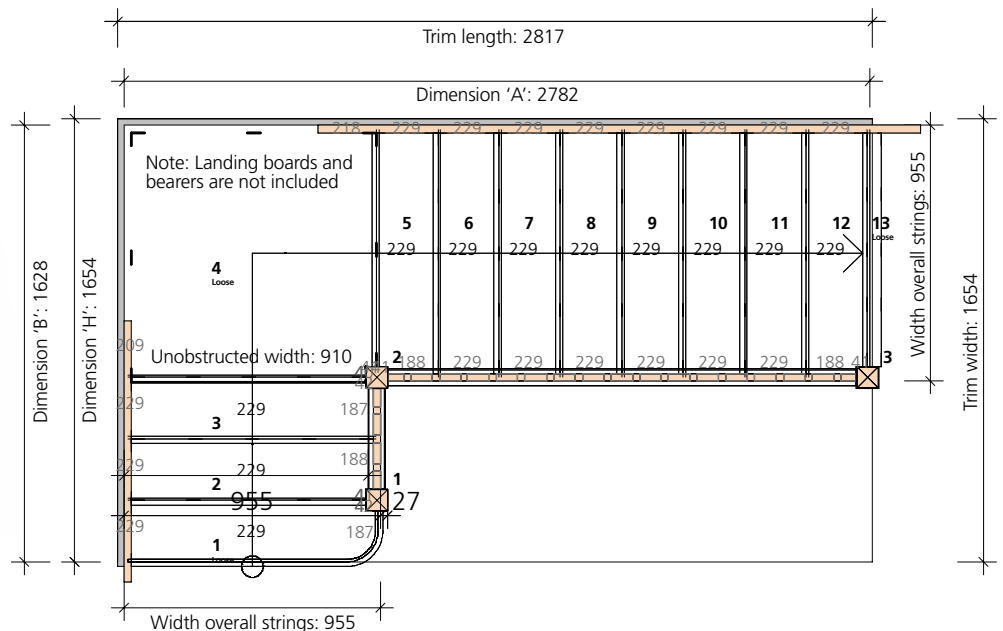 Trim length: 2817
Dimension ‘A’: 2782
218 229 229 229 229 229 229 229
Note: Landing boards and
bearers are not included
5 6 7 8 9 10 11 12 13
Loose
229 229 229 229 229 229 229 229
4
Loose
Width overall strings: 955
Dimension ‘B’: 1628
Dimension ‘H’: 1654
Trim width: 1654
209
Unobstructed width: 910
2
188 229 229 229 229 229 229 188
3
229
229
187
3
229
229
188
1
2
955
27
229
229
187
1
Width overall strings: 955